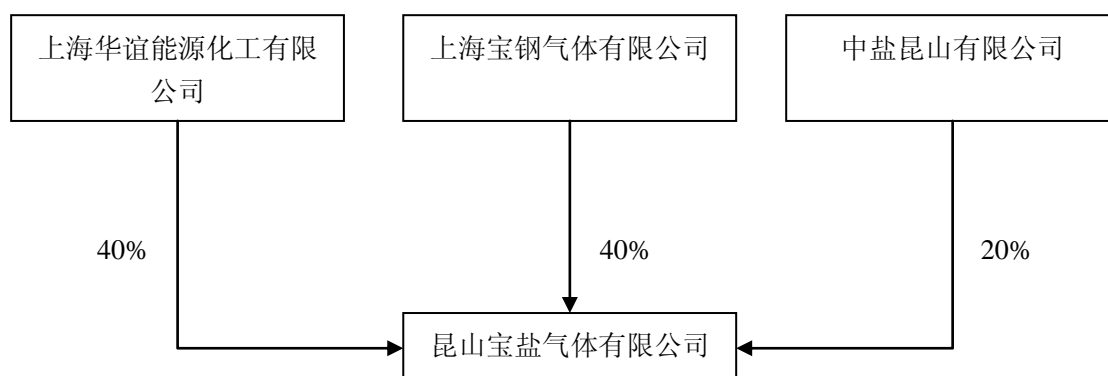 上海华谊能源化工有限
公司
上海宝钢气体有限公司
中盐昆山有限公司
40%
40%
20%
昆山宝盐气体有限公司